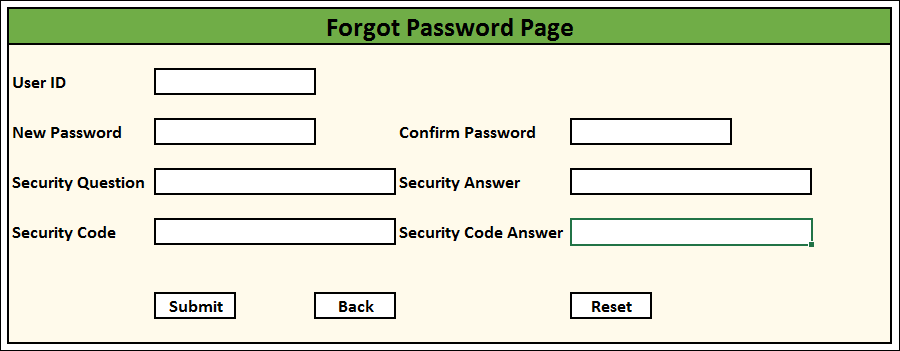 Forgot Password Page
User ID
New Password Confirm Password
Security Question Security Answer
Security Code Security Code Answer
Submit Back Reset